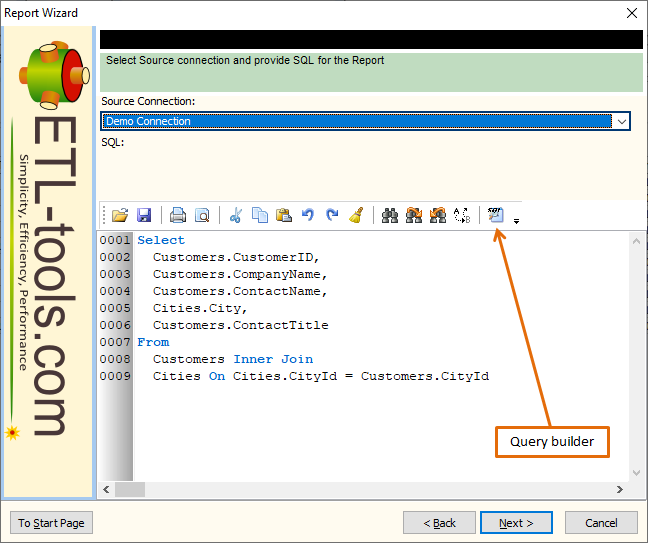 Report Wizard
ETL-tools.com
Simplicity, Efficiency, Performance
Select Source connection and provide SQL for the Report
Source Connection:
Demo Connection
SQL:
0001 Select
0002 Customers.CustomerID,
0003 Customers.CompanyName,
0004 Customers.ContactName,
0005 Cities.City,
0006 Customers.ContactTitle
0007 From
0008 Customers Inner Join
0009 Cities On Cities.CityId = Customers.CityId
Query builder
To Start Page
< Back
Next >
Cancel